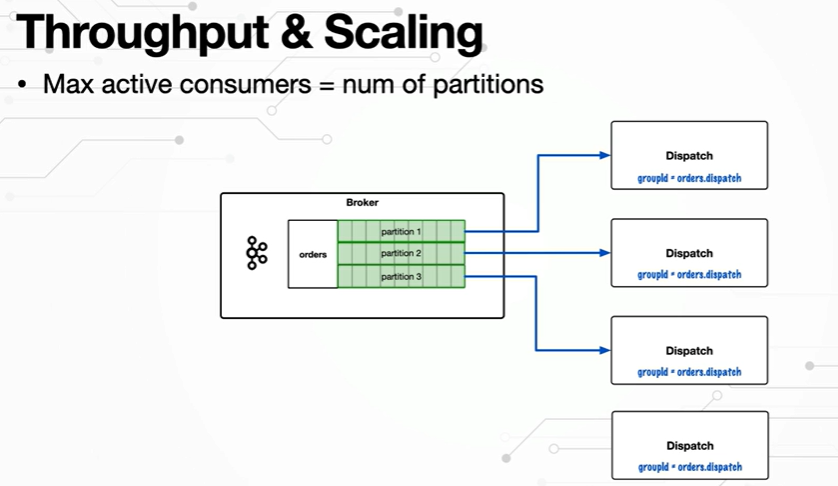 Throughput & Scaling
• Max active consumers = num of partitions
Broker
orders
partition 1
partition 2
partition 3
Dispatch
groupId = orders.dispatch
Dispatch
groupId = orders.dispatch
Dispatch
groupId = orders.dispatch
Dispatch
groupId = orders.dispatch